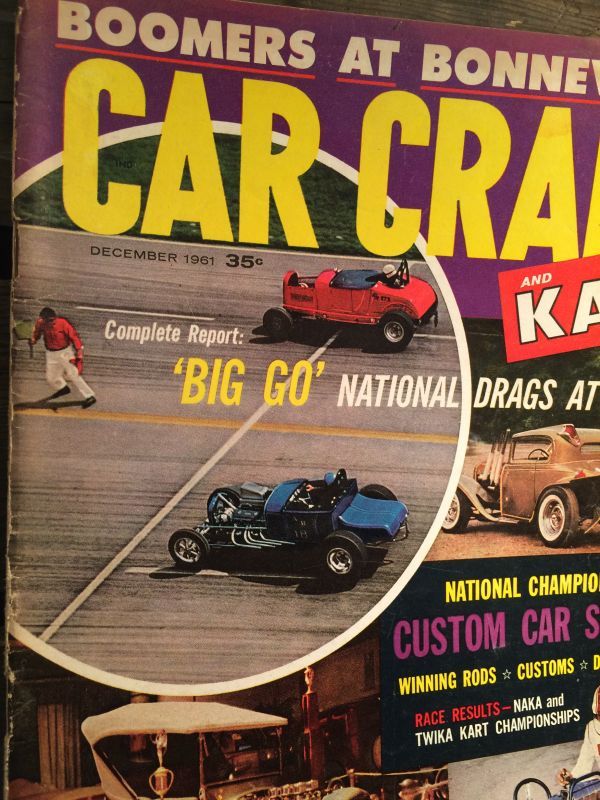 BOOMERS AT BONNEV
CAR CRA
DECEMBER 1961 35¢
AND
KA
Complete Report:
'BIG GO' NATIONAL DRAGS AT
NATIONAL CHAMPIO
CUSTOM CAR S
WINNING RODS ☆ CUSTOMS ☆ D
RACE RESULTS—NAKA and
TWIKA KART CHAMPIONSHIPS